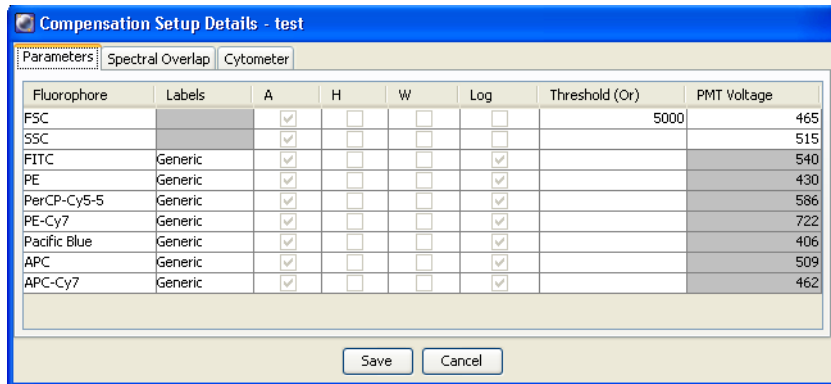 Compensation Setup Details - test
Parameters Spectral Overlap Cytometer
Fluorophore Labels A H W Log Threshold (Or) PMT Voltage
FSC 5000 465
SSC 515
FITC Generic 540
PE Generic 430
PerCP-Cy5-5 Generic 586
PE-Cy7 Generic 722
Pacific Blue Generic 406
APC Generic 509
APC-Cy7 Generic 462
Save Cancel